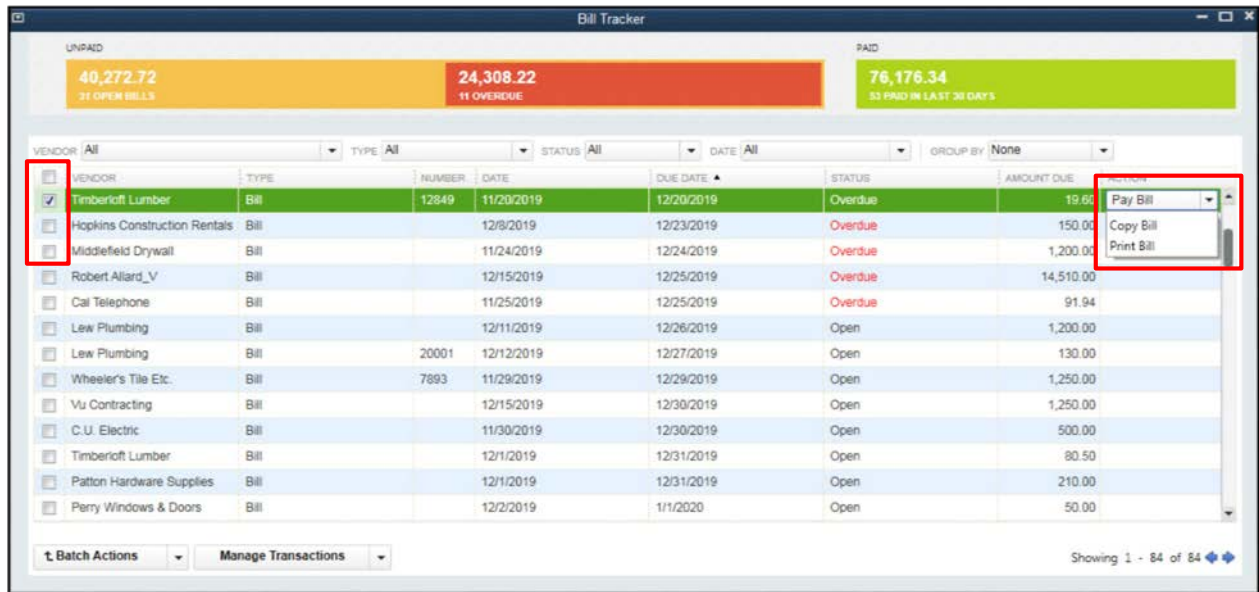 Bill Tracker
UNPAID PAID
40,272.72 24,308.22 76,176.34
31 OPEN BILLS 11 OVERDUE 53 PAID IN LAST 30 DAYS
VENDOR All TYPE All STATUS All DATE All GROUP BY None
VENDOR TYPE NUMBER DATE DUE DATE STATUS AMOUNT DUE ACTION
Timberloft Lumber Bill 12849 11/20/2019 12/20/2019 Overdue 19.60 Pay Bill
Hopkins Construction Rentals Bill 12/8/2019 12/23/2019 Overdue 150.00 Copy Bill
Middlefield Drywall Bill 11/24/2019 12/24/2019 Overdue 1,200.00 Print Bill
Robert Allard_V Bill 12/15/2019 12/25/2019 Overdue 14,510.00
Cal Telephone Bill 11/25/2019 12/25/2019 Overdue 91.94
Lew Plumbing Bill 12/11/2019 12/26/2019 Open 1,200.00
Lew Plumbing Bill 20001 12/12/2019 12/27/2019 Open 130.00
Wheeler's Tile Etc. Bill 7893 11/29/2019 12/29/2019 Open 1,250.00
Vu Contracting Bill 12/15/2019 12/30/2019 Open 1,250.00
C.U. Electric Bill 11/30/2019 12/30/2019 Open 500.00
Timberloft Lumber Bill 12/1/2019 12/31/2019 Open 80.50
Patton Hardware Supplies Bill 12/1/2019 12/31/2019 Open 210.00
Perry Windows & Doors Bill 12/2/2019 1/1/2020 Open 50.00
Batch Actions Manage Transactions Showing 1 - 84 of 84